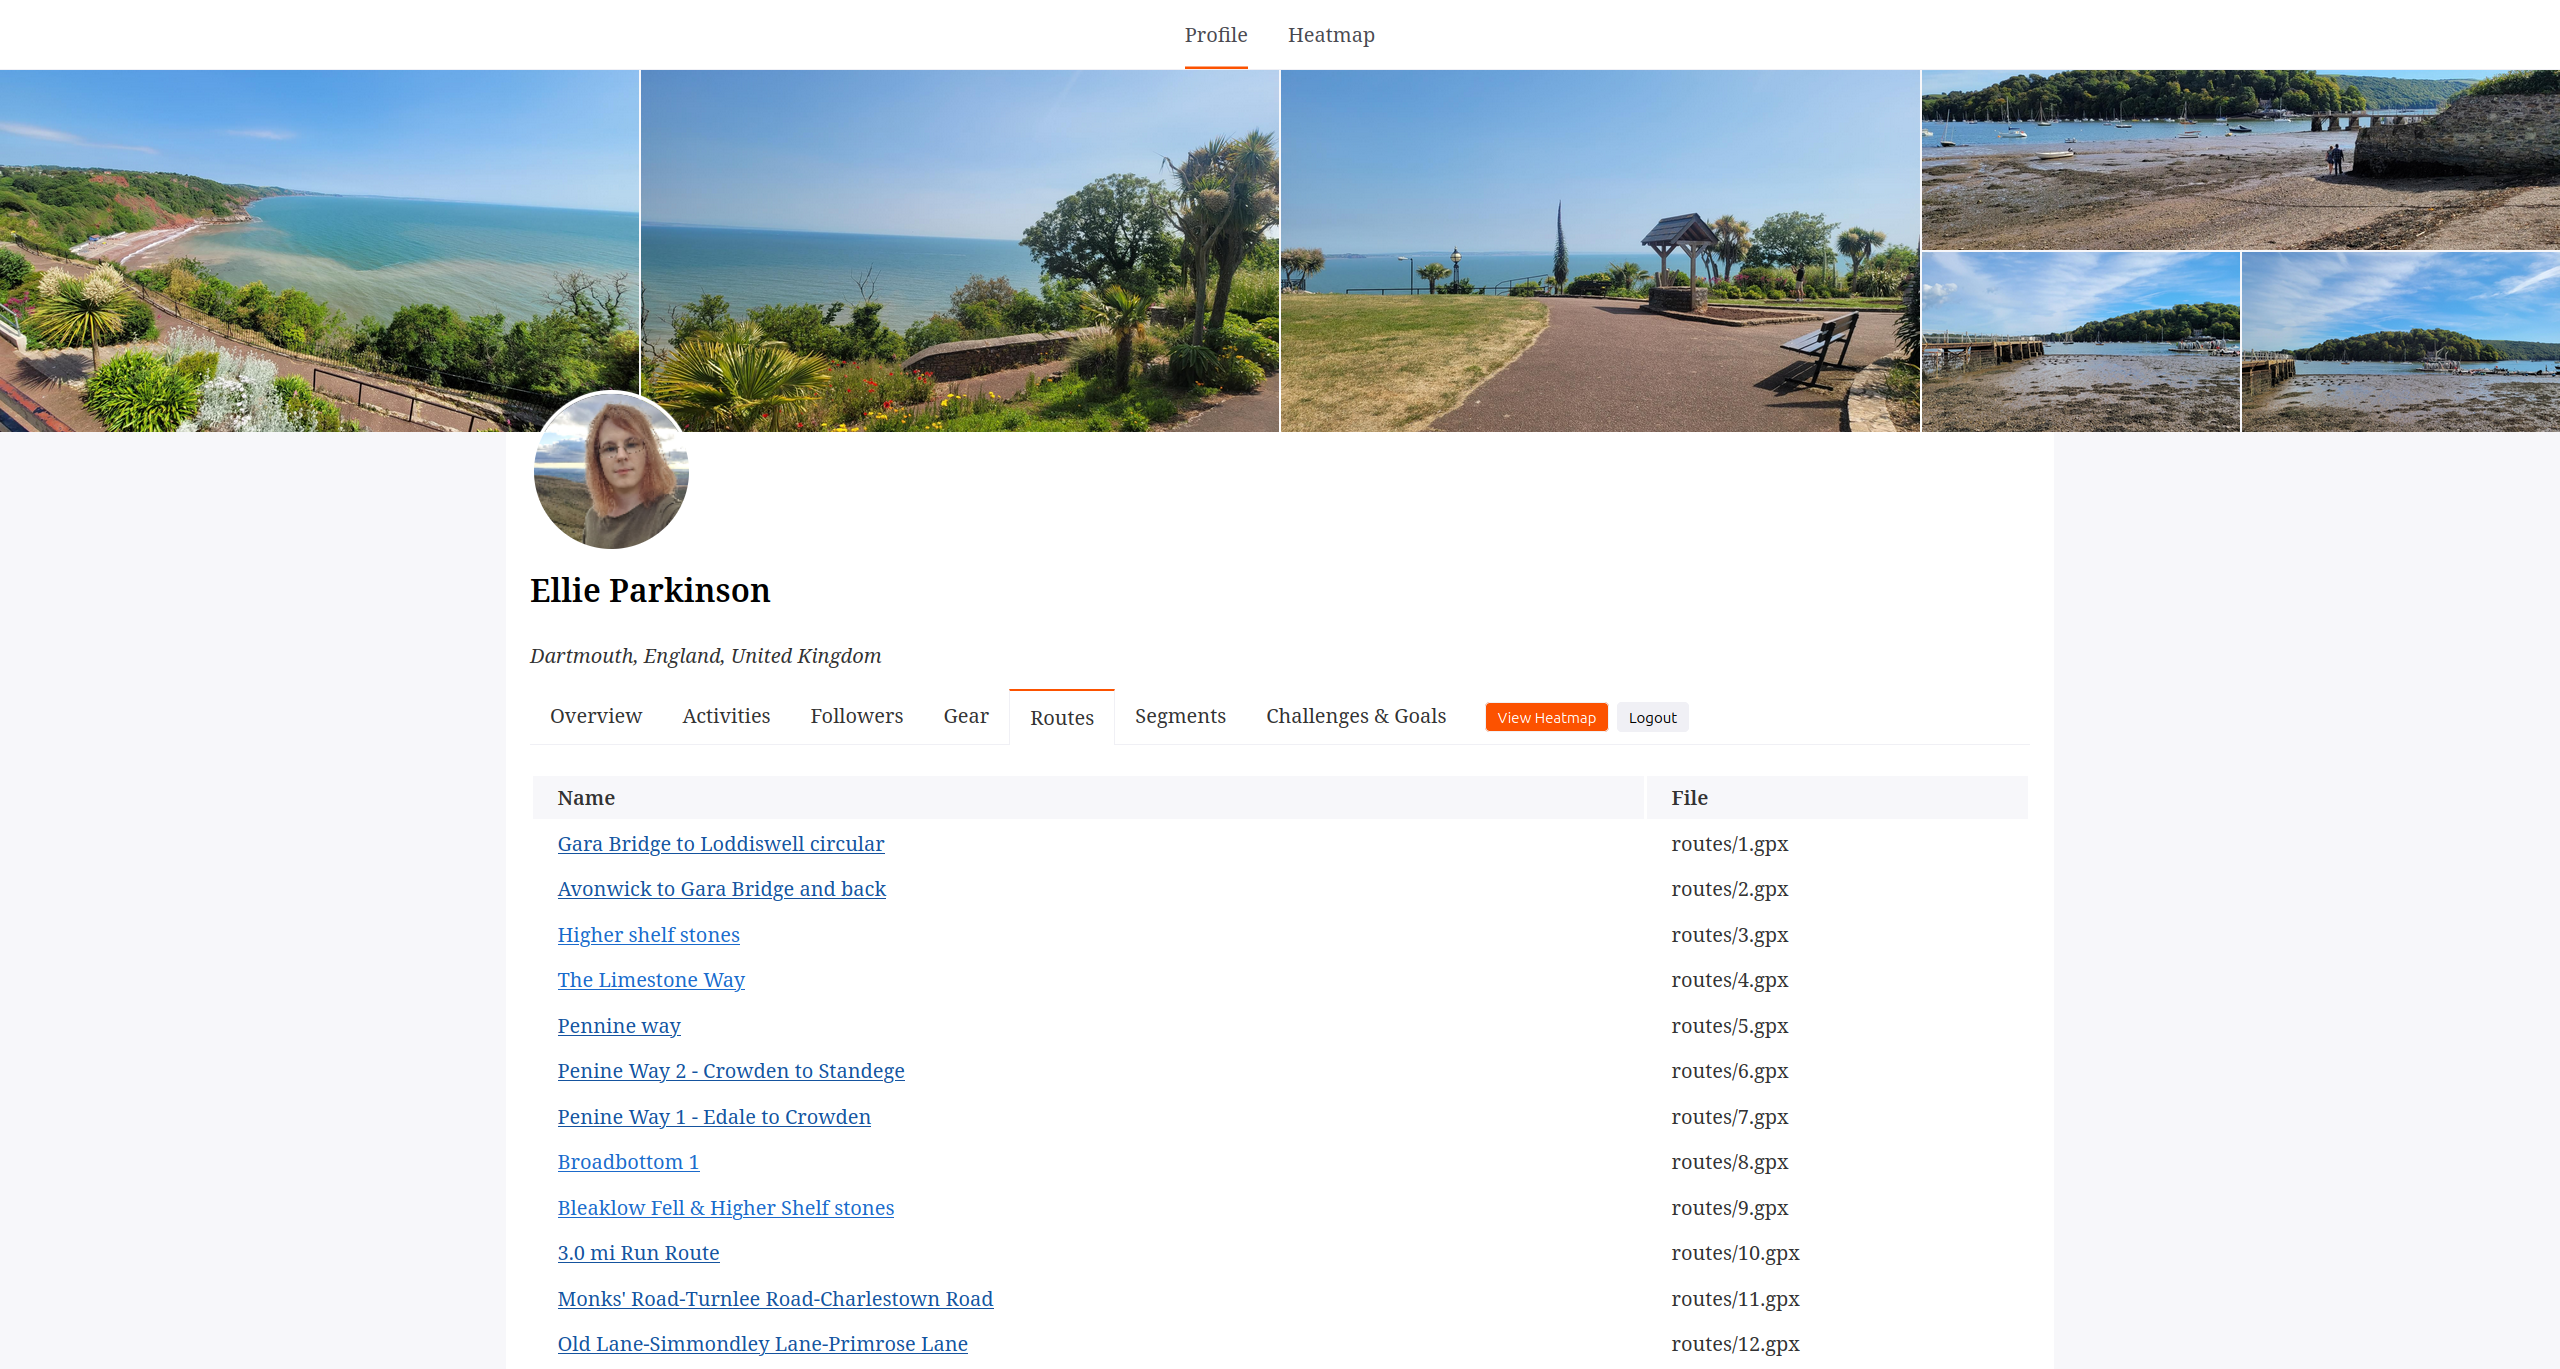 Profile Heatmap
Ellie Parkinson
Dartmouth, England, United Kingdom
Overview Activities Followers Gear Routes Segments Challenges & Goals View Heatmap Logout
Name File
Gara Bridge to Loddiswell circular routes/1.gpx
Avonwick to Gara Bridge and back routes/2.gpx
Higher shelf stones routes/3.gpx
The Limestone Way routes/4.gpx
Pennine way routes/5.gpx
Penine Way 2 - Crowden to Standege routes/6.gpx
Penine Way 1 - Edale to Crowden routes/7.gpx
Broadbottom 1 routes/8.gpx
Bleaklow Fell & Higher Shelf stones routes/9.gpx
3.0 mi Run Route routes/10.gpx
Monks' Road-Turnlee Road-Charlestown Road routes/11.gpx
Old Lane-Simmondley Lane-Primrose Lane routes/12.gpx